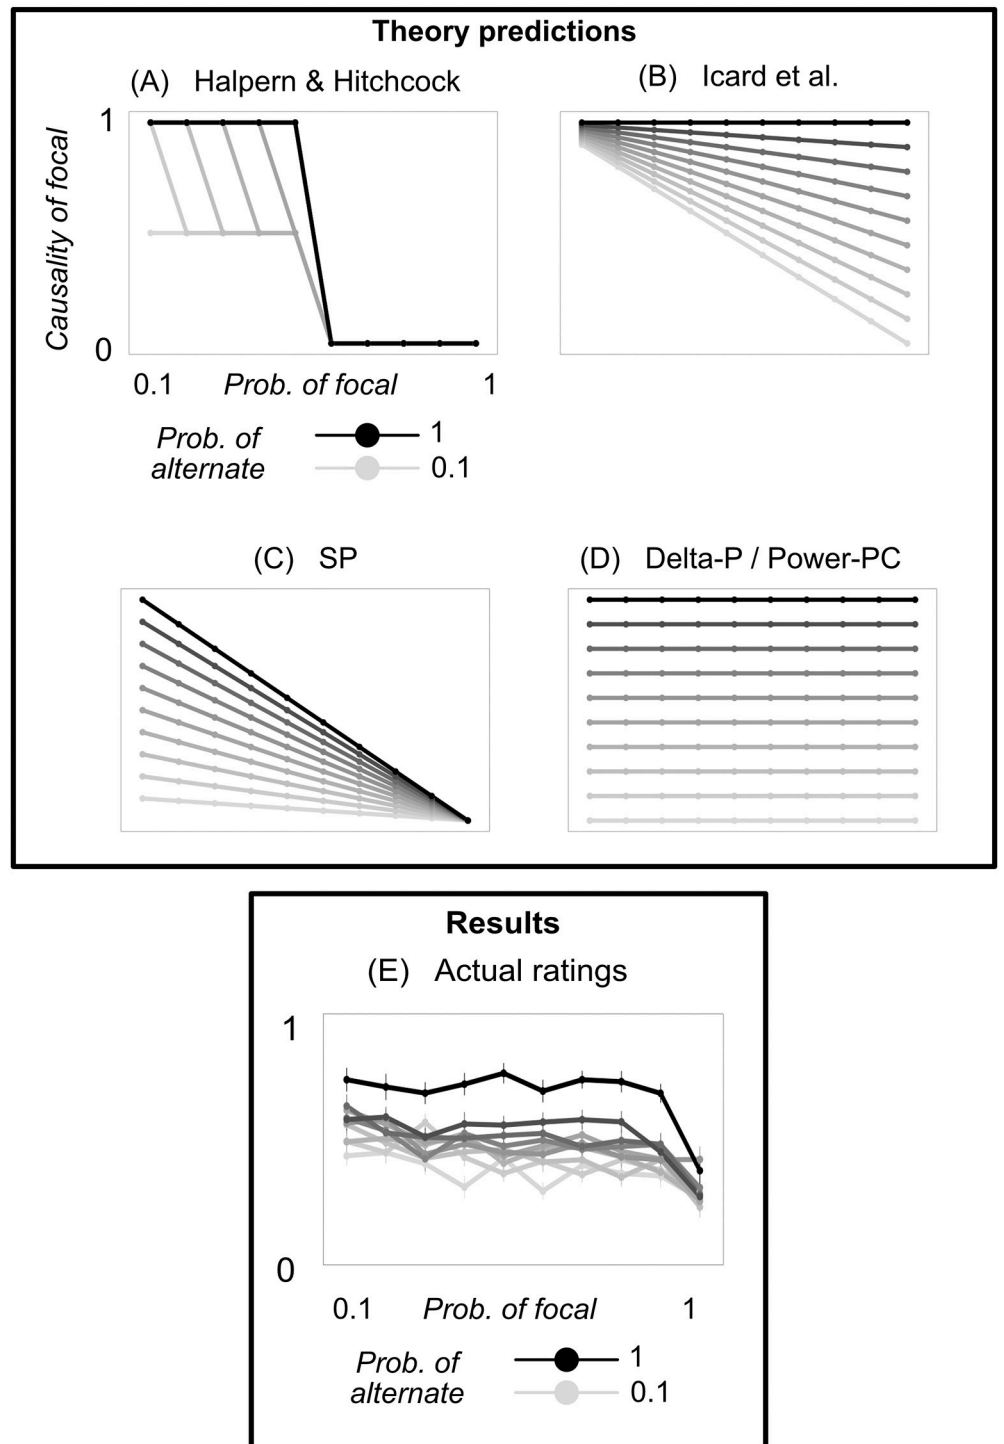 Theory predictions
(A) Halpern & Hitchcock
(B) Icard et al.
1
Causality of focal
0
0.1 Prob. of focal 1
Prob. of alternate
1
0.1
(C) SP
(D) Delta-P / Power-PC
Results
(E) Actual ratings
1
0
0.1 Prob. of focal 1
Prob. of alternate
1
0.1